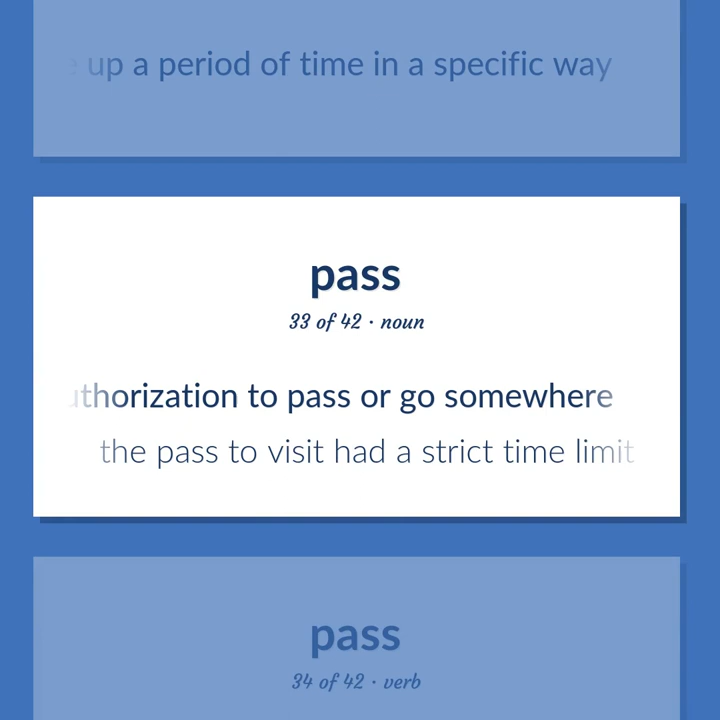 up a period of time in a specific way
pass
33 of 42 · noun
uthorization to pass or go somewhere
the pass to visit had a strict time limit
pass
34 of 42 · verb